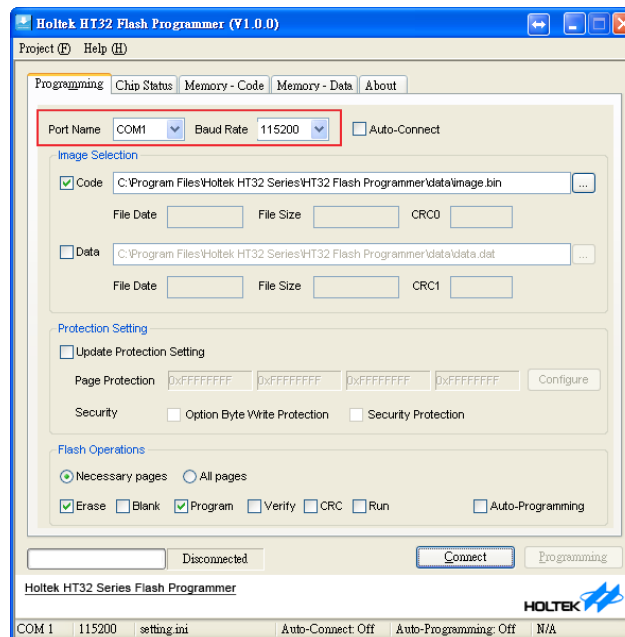 Holtek HT32 Flash Programmer (V1.0.0)
Project (F) Help (H)
Programming Chip Status Memory - Code Memory - Data About
Port Name COM1 Baud Rate 115200 Auto-Connect
Image Selection
Code C:\Program Files\Holtek HT32 Series\HT32 Flash Programmer\data\image.bin ...
File Date File Size CRC0
Data C:\Program Files\Holtek HT32 Series\HT32 Flash Programmer\data\data.dat ...
File Date File Size CRC1
Protection Setting
Update Protection Setting
Page Protection 0xFFFFFFFF 0xFFFFFFFF 0xFFFFFFFF 0xFFFFFFFF Configure
Security Option Byte Write Protection Security Protection
Flash Operations
Necessary pages All pages
Erase Blank Program Verify CRC Run Auto-Programming
Disconnected Connect Programming
Holtek HT32 Series Flash Programmer
HOLTEK
COM 1 115200 setting.ini Auto-Connect: Off Auto-Programming: Off N/A